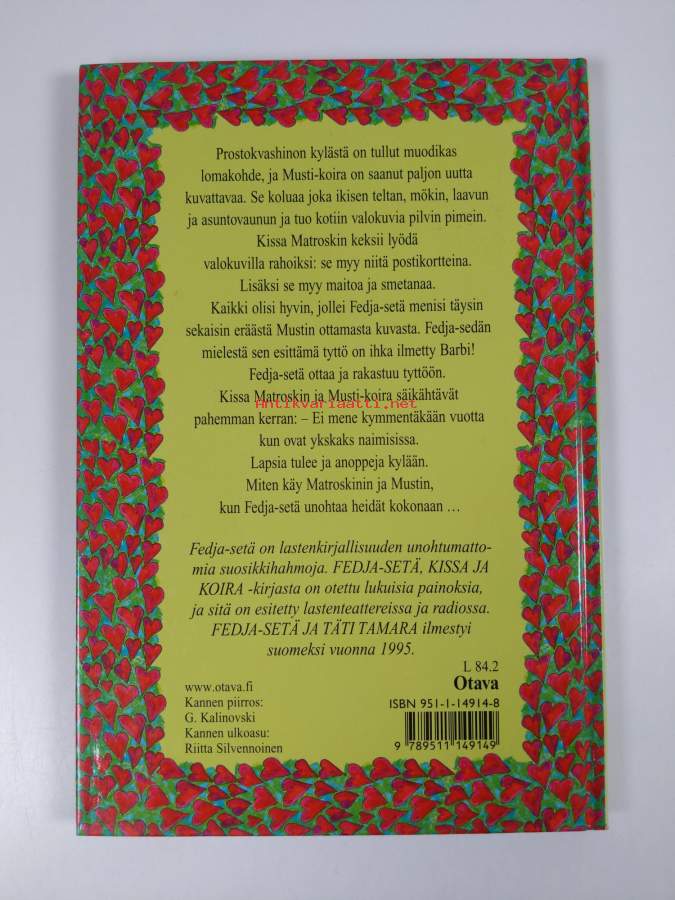 Prostokvashinon kylästä on tullut muodikas
lomakohde, ja Musti-koira on saanut paljon uutta
kuvattavaa. Se koluaa joka ikisen teltan, mökin, laavun
ja asuntovaunun ja tuo kotiin valokuvia pilvin pimein.
Kissa Matroskin keksii lyödä
valokuvilla rahoiksi: se myy niitä postikortteina.
Lisäksi se myy maitoa ja smetanaa.
Kaikki olisi hyvin, jollei Fedja-setä menisi täysin
sekaisin eräästä Mustin ottamasta kuvasta. Fedja-sedän
mielestä sen esittämä tyttö on ihka ilmetty Barbi!
Fedja-setä ottaa ja rakastuu tyttöön.
Kissa Matroskin ja Musti-koira säikähtävät
Antikvariaatti.net
pahemman kerran: – Ei mene kymmentäkään vuotta
kun ovat ykskaks naimisissa.
Lapsia tulee ja anoppeja kylään.
Miten käy Matroskinin ja Mustin,
kun Fedja-setä unohtaa heidät kokonaan …
Fedja-setä on lastenkirjallisuuden unohtumatto-
mia suosikkihahmoja. FEDJA-SETÄ, KISSA JA
KOIRA -kirjasta on otettu lukuisia painoksia,
ja sitä on esitetty lastenteattereissa ja radiossa.
FEDJA-SETÄ JA TÄTI TAMARA ilmestyi
suomeksi vuonna 1995.
L 84.2
Otava
www.otava.fi
Kannen piirros:
G. Kalinovski
Kannen ulkoasu:
Riitta Silvennoinen
ISBN 951-1-14914-8
9 789511 149149